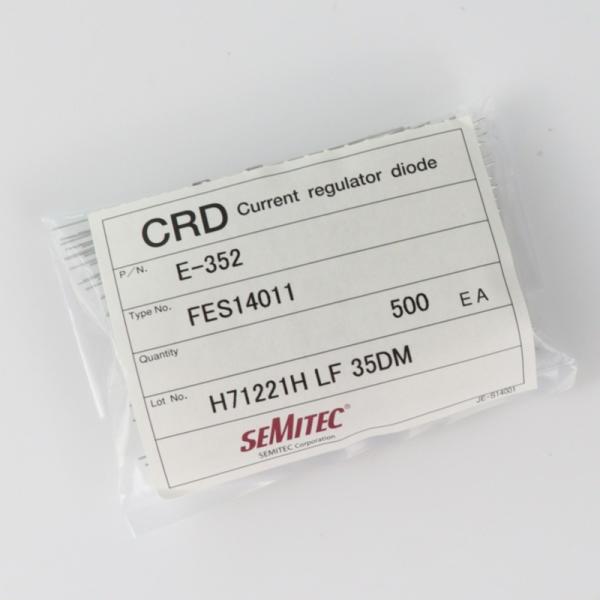 CRD Current regulator diode
P/N. E-352
Type No. FES14011
Quantity 500 EA
Lot No. H71221H LF 35DM
SEMITEC®
SEMITEC Corporation
JE-S14001